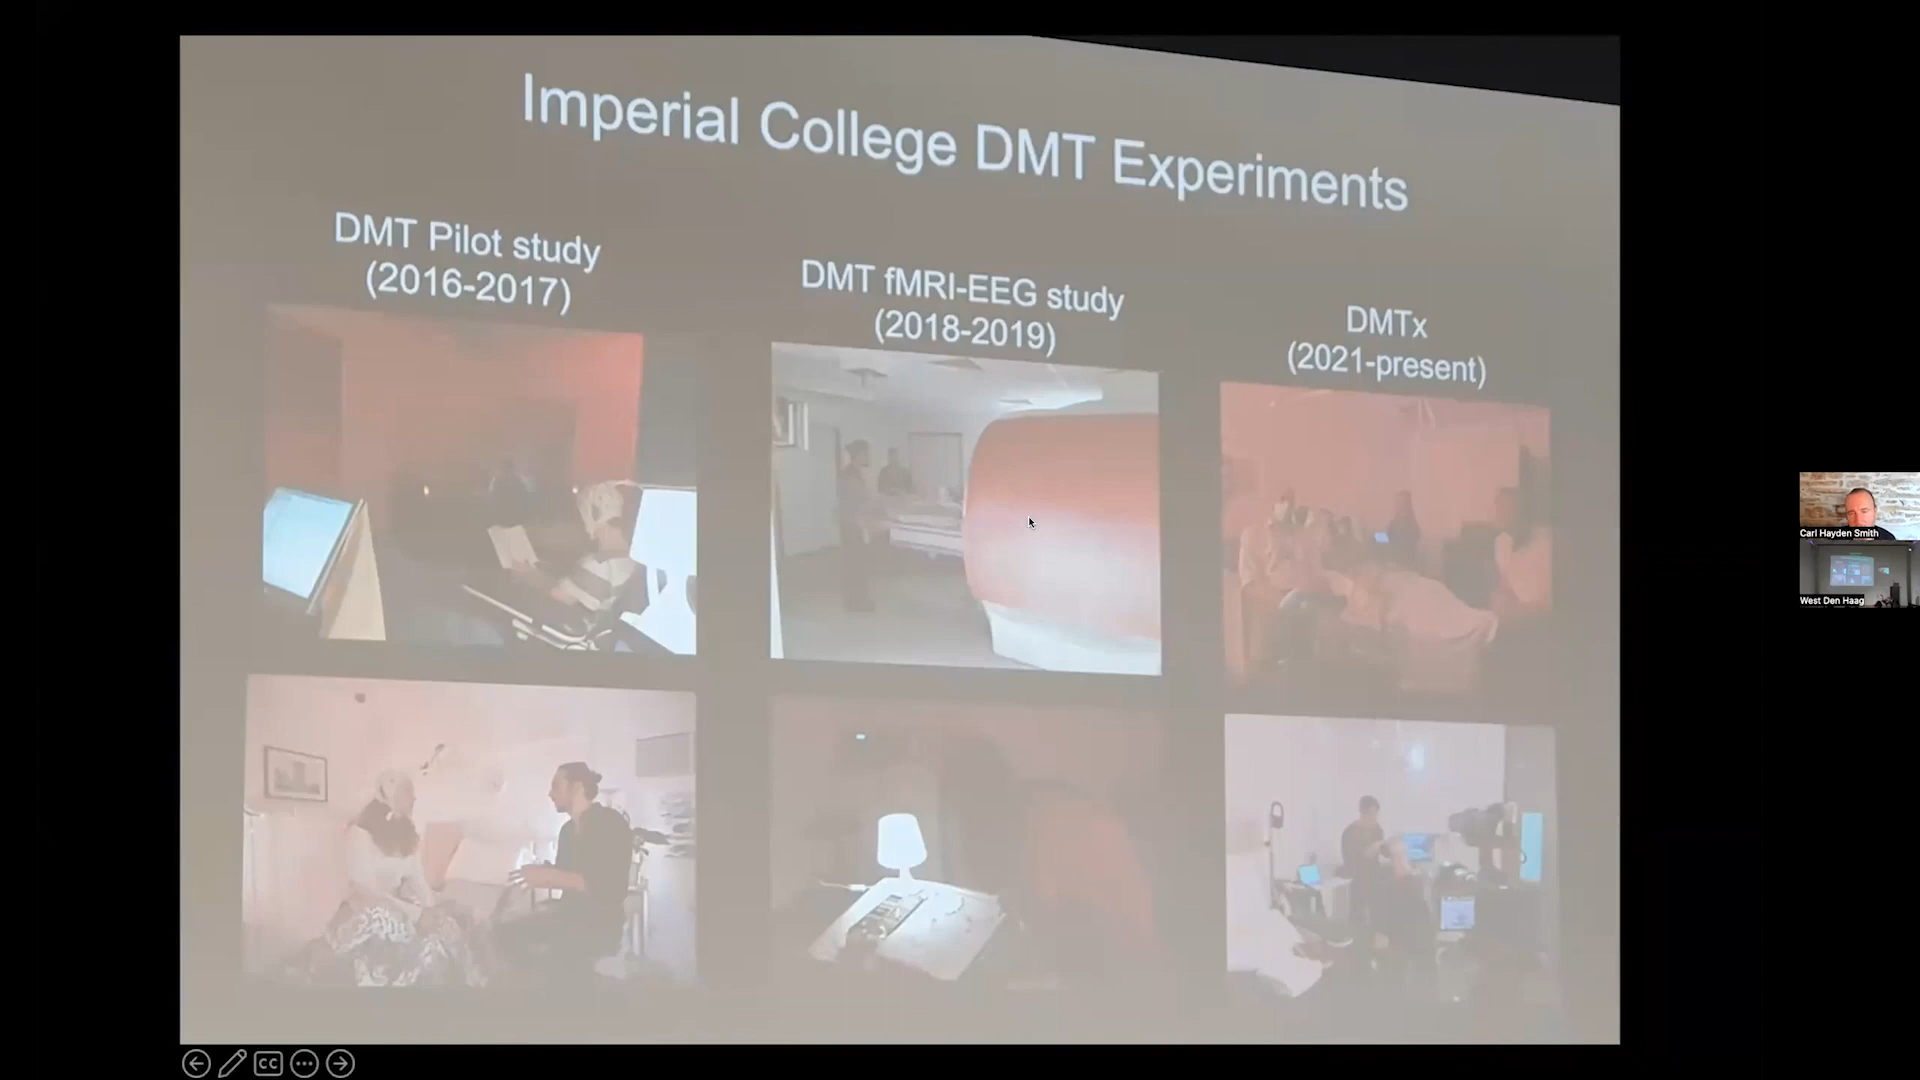 Imperial College DMT Experiments
DMT Pilot study
(2016-2017)
DMT fMRI-EEG study
(2018-2019)
DMTx
(2021-present)
Carl Hayden Smith
West Den Haag
CC